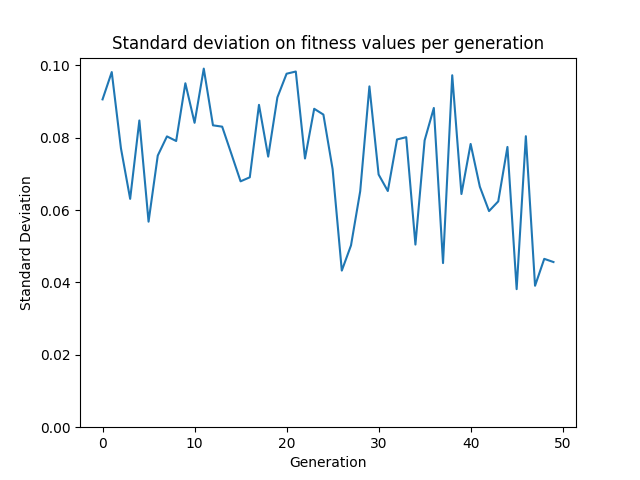 Standard deviation on fitness values per generation
0.10
0.08
0.06
0.04
0.02
0.00
Standard Deviation
0 10 20 30 40 50
Generation